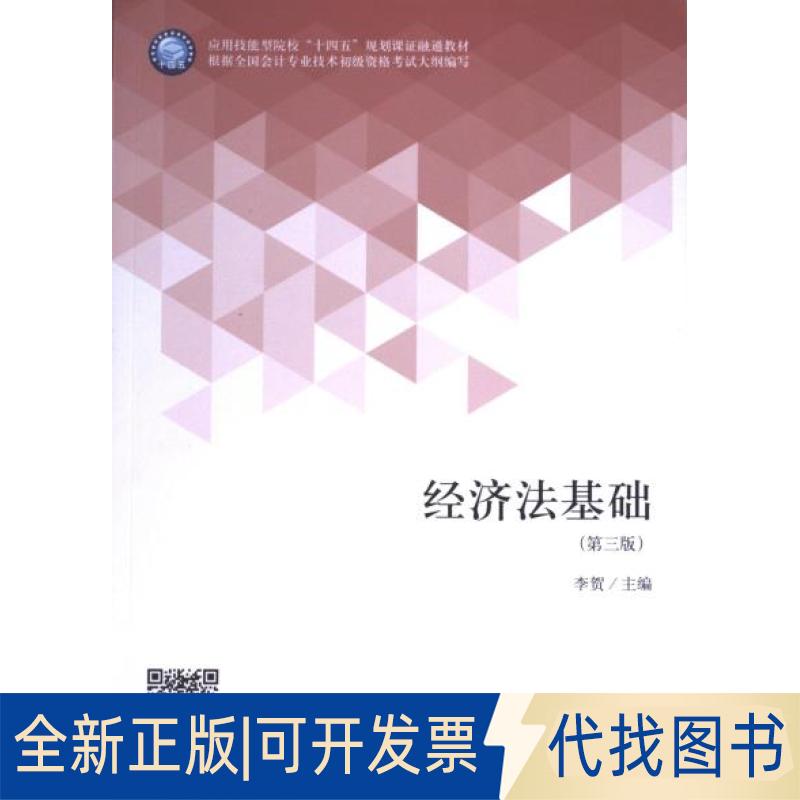 应用技能型院校“十四五”规划课证融通教材
根据全国会计专业技术初级资格考试大纲编写
十四五
经济法基础
（第三版）
李贺/主编
全新正版|可开发票
代找图书